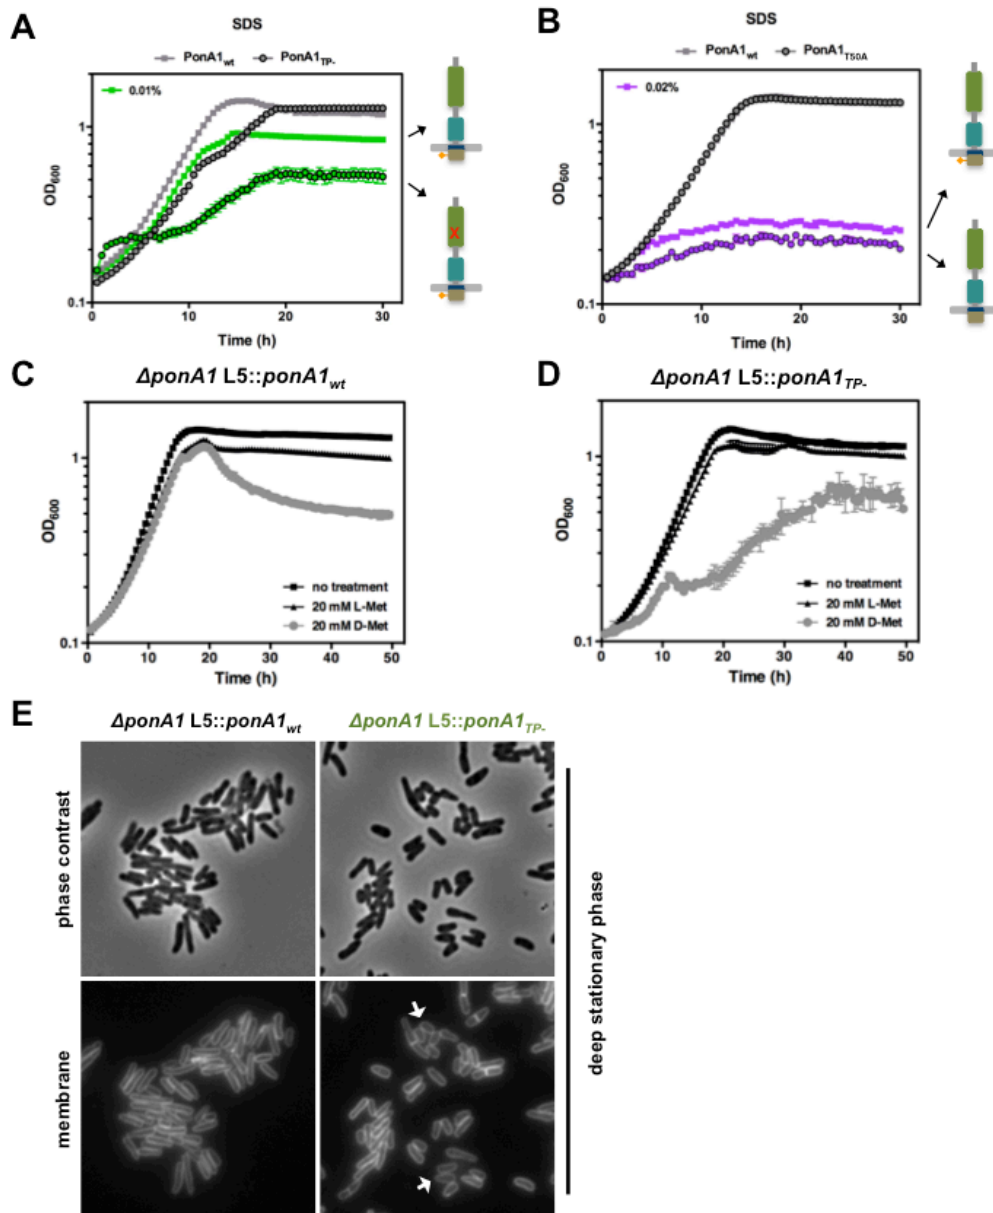 A
SDS
PonA1wt PonA1TP-
0.01%
OD600
1
0.1
0 10 20 30
Time (h)
X
B
SDS
PonA1wt PonA1T50A
0.02%
OD600
1
0.1
0 10 20 30
Time (h)
C
ΔponA1 L5::ponA1wt
OD600
1
0.1
no treatment
20 mM L-Met
20 mM D-Met
0 10 20 30 40 50
Time (h)
D
ΔponA1 L5::ponA1TP-
OD600
1
0.1
no treatment
20 mM L-Met
20 mM D-Met
0 10 20 30 40 50
Time (h)
E
ΔponA1 L5::ponA1wt ΔponA1 L5::ponA1TP-
phase contrast
membrane
deep stationary phase